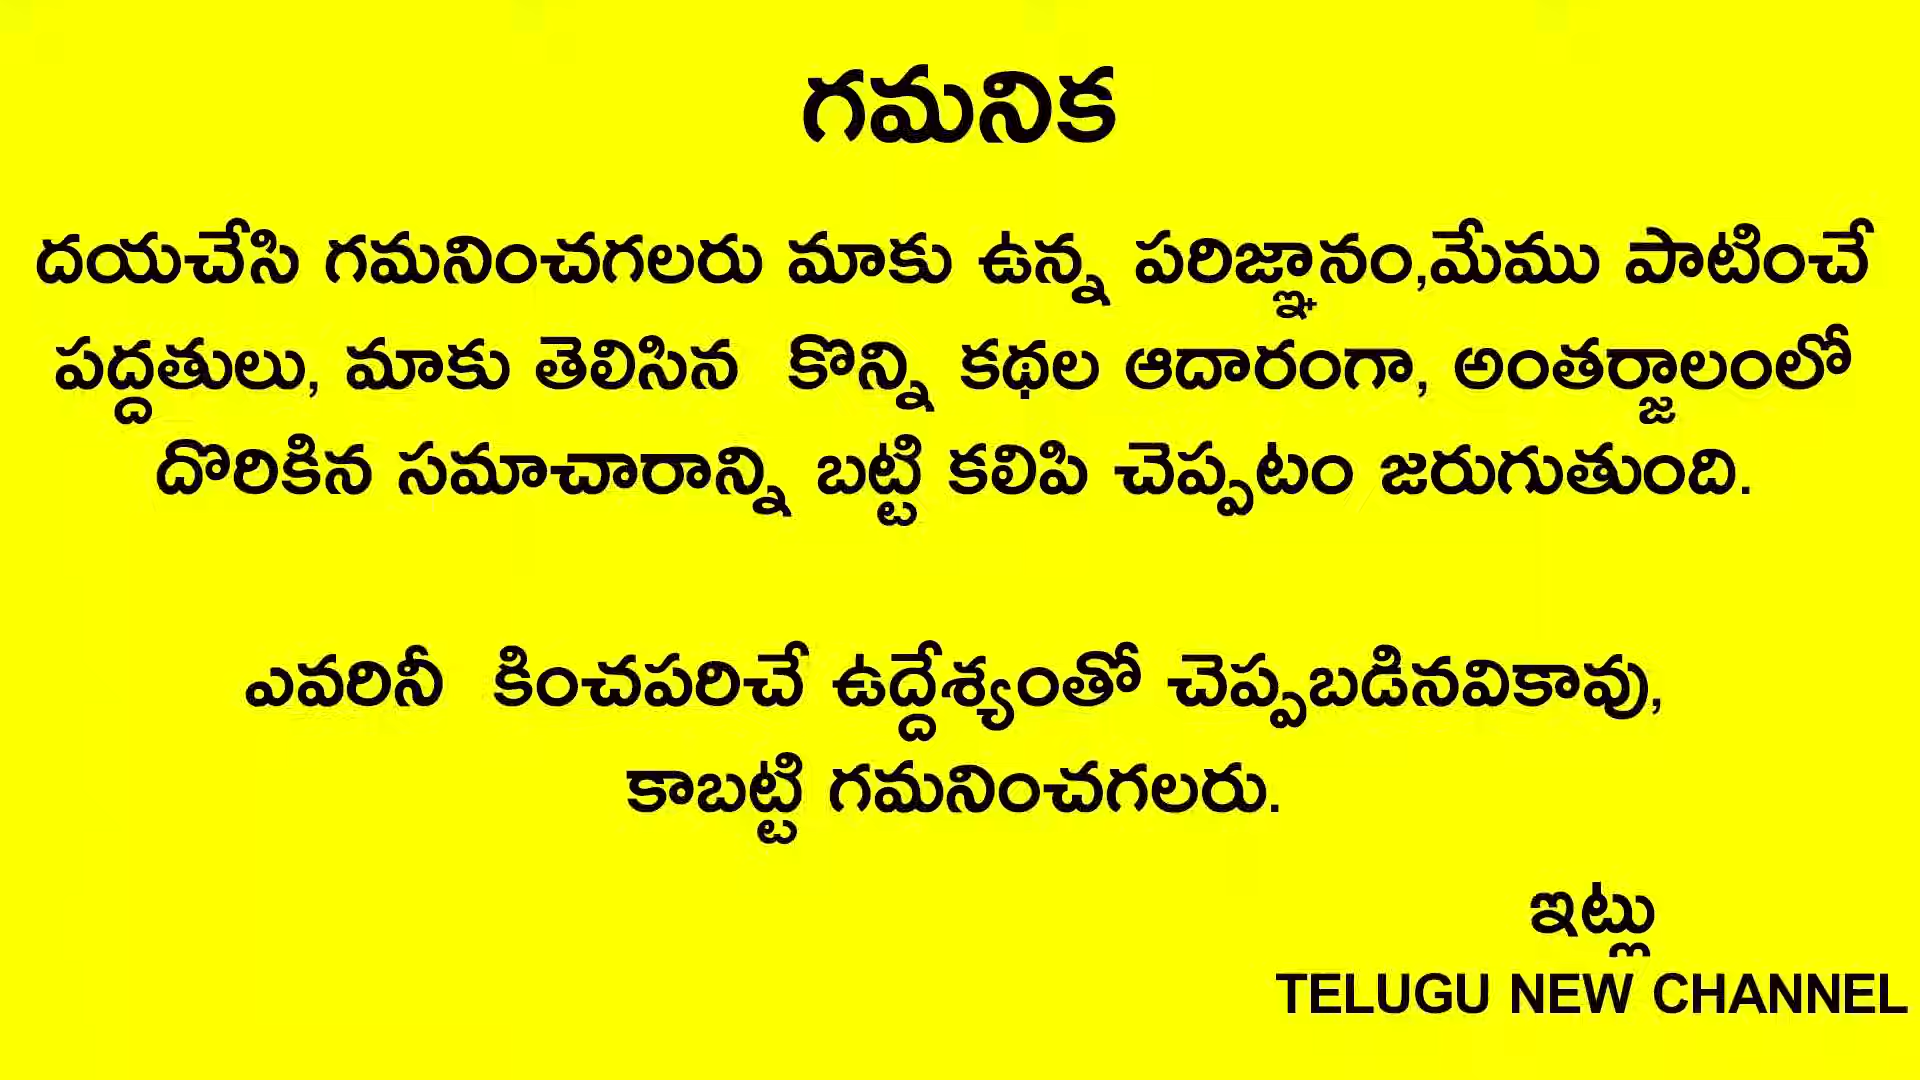 గమనిక
దయచేసి గమనించగలరు మాకు ఉన్న పరిజ్ఞానం,మేము పాటించే
పద్దతులు, మాకు తెలిసిన కొన్ని కథల ఆదారంగా, అంతర్జాలంలో
దొరికిన సమాచారాన్ని బట్టి కలిపి చెప్పటం జరుగుతుంది.
ఎవరినీ కించపరిచే ఉద్దేశ్యంతో చెప్పబడినవికావు,
కాబట్టి గమనించగలరు.
ఇట్లు
TELUGU NEW CHANNEL